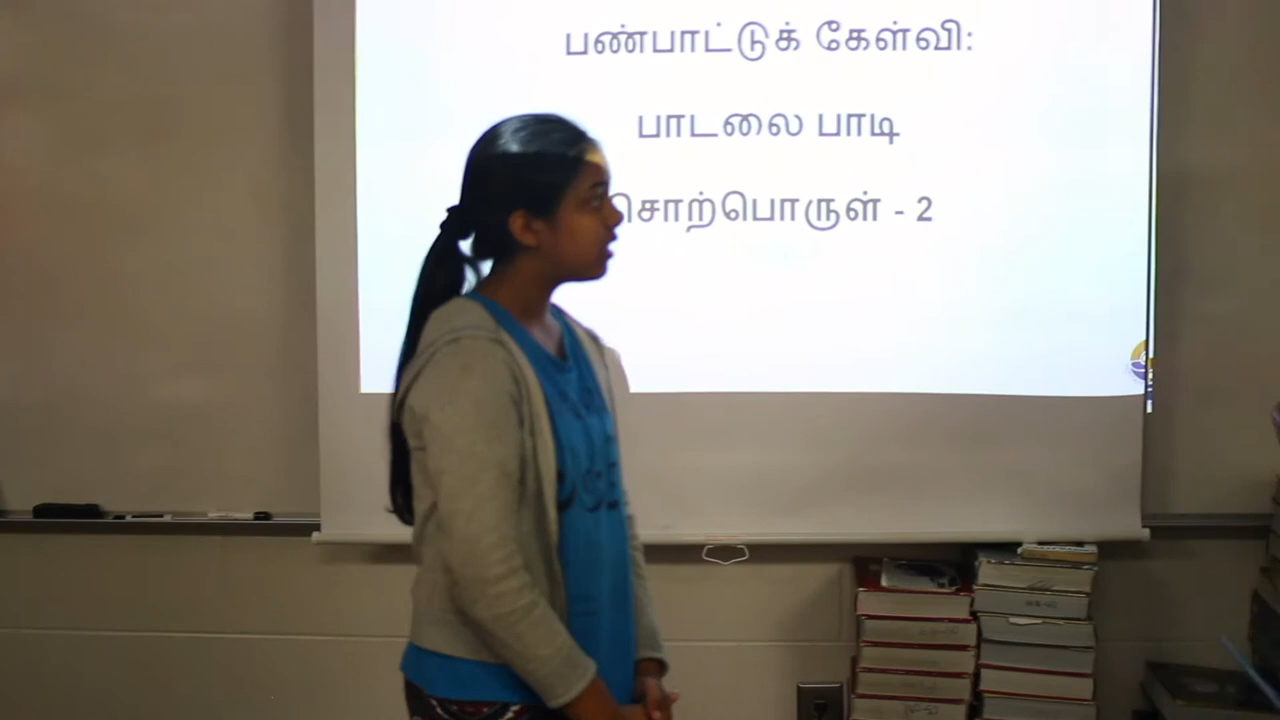 பண்பாட்டுக் கேள்வி:
பாடலை பாடி
சொற்பொருள் - 2